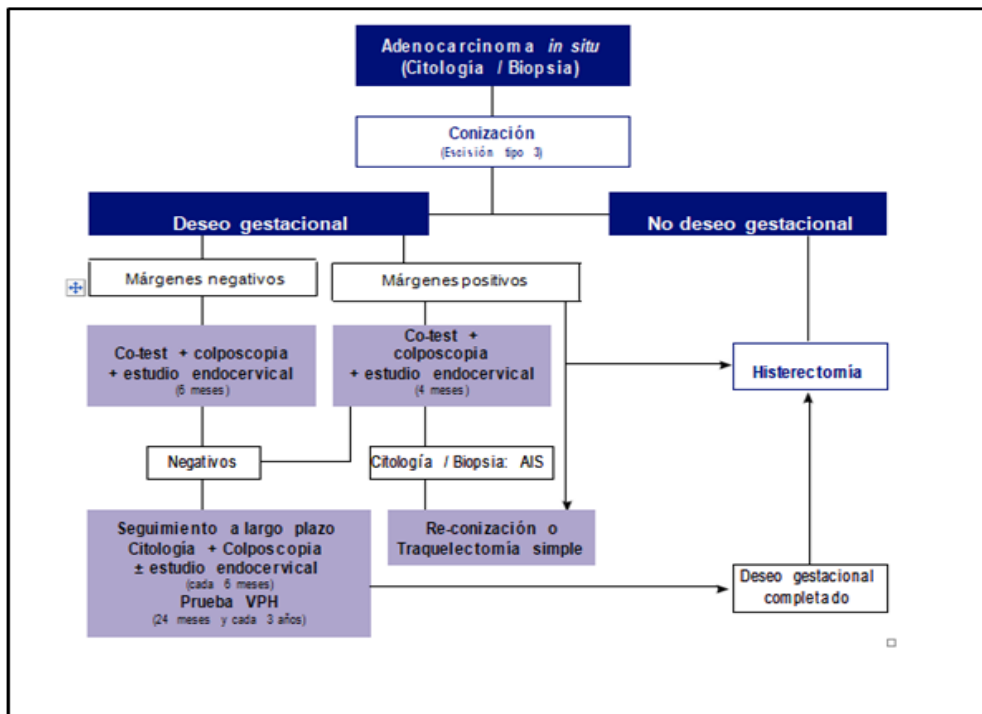 Adenocarcinoma in situ
(Citología / Biopsia)
Conización
(Escisión tipo 3)
Deseo gestacional
No deseo gestacional
Márgenes negativos
Márgenes positivos
Co-test + colposcopia
+ estudio endocervical
(6 meses)
Co-test +
colposcopia
+ estudio endocervical
(4 meses)
Histerectomía
Negativos
Citología / Biopsia: AIS
Seguimiento a largo plazo
Citología + Colposcopia
± estudio endocervical
(cada 6 meses)
Prueba VPH
(24 meses y cada 3 años)
Re-conización o
Traquelectomía simple
Deseo gestacional
completado